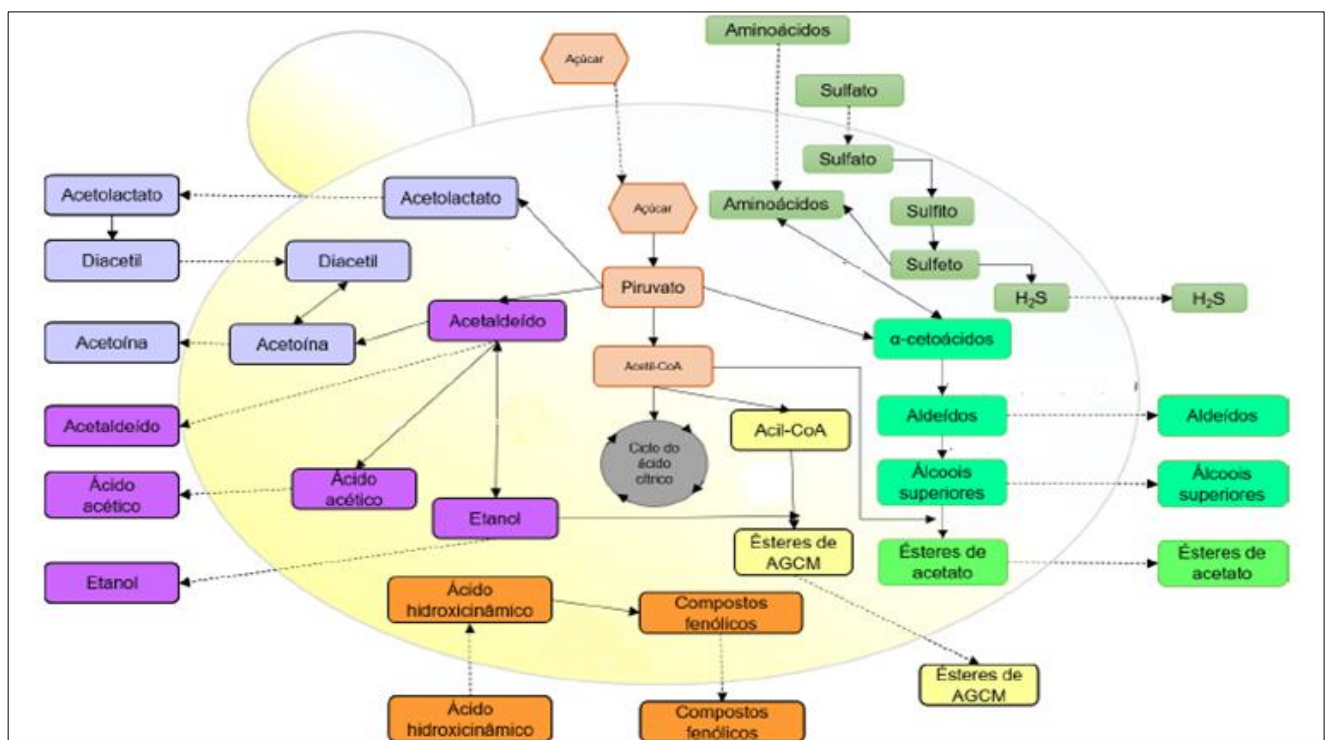 Aminoácidos
Açúcar
Sulfato
Sulfato
Acetolactato
Acetolactato
Açúcar
Aminoácidos
Sulfito
Diacetil
Diacetil
Sulfeto
Piruvato
H₂S
H₂S
Acetaldeído
Acetoína
Acetoína
α-cetoácidos
Acetil-CoA
Acetaldeído
Acil-CoA
Aldeídos
Aldeídos
Ciclo do
ácido
cítrico
Ácido
acético
Ácido
acético
Álcoois
superiores
Álcoois
superiores
Etanol
Ésteres de
AGCM
Ésteres de
acetato
Ésteres de
acetato
Etanol
Ácido
hidroxicinâmico
Compostos
fenólicos
Ésteres de
AGCM
Ácido
hidroxicinâmico
Compostos
fenólicos